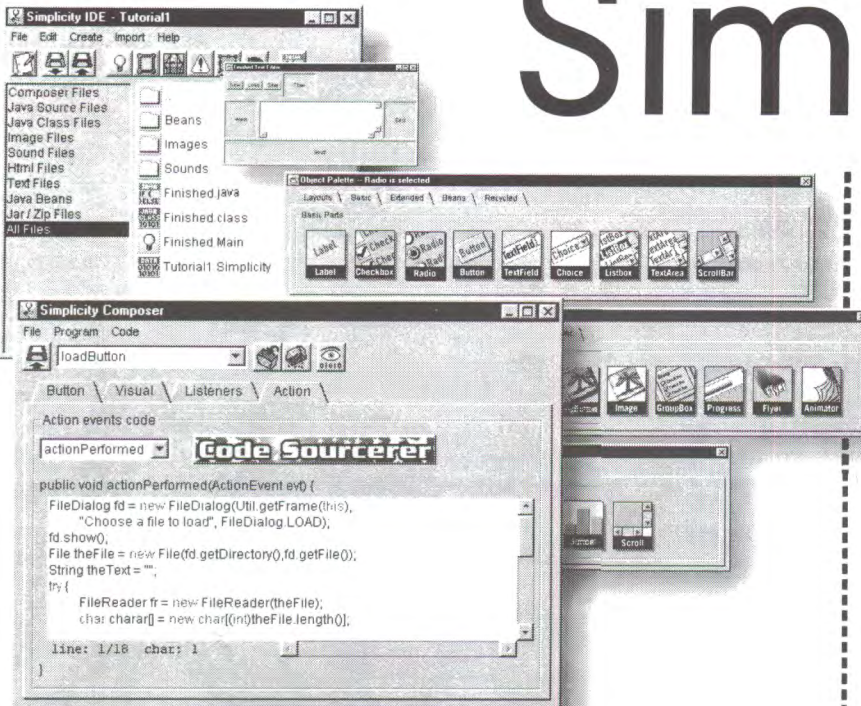 Sim
Simplicity IDE - Tutorial1
File Edit Create Import Help
Composer Files
Java Source Files
Java Class Files
Image Files
Sound Files
Html Files
Text Files
Java Beans
Jar / Zip Files
All Files
..
Beans
Images
Sounds
Finished.java
Finished.class
Finished Main
Tutorial1 Simplicity
Finished Text Editor
Object Palette -- Radio is selected
Layouts \ Basic \ Extended \ Beans \ Recycled \
Basic Parts
Label Checkbox Radio Button TextField Choice Listbox TextArea ScrollBar
Image GroupBox Progress Flyer Animator
Scroll
Simplicity Composer
File Program Code
loadButton
Button \ Visual \ Listeners \ Action \
Action events code
actionPerformed Code Sourcerer
public void actionPerformed(ActionEvent evt) {
FileDialog fd = new FileDialog(Util.getFrame(this),
"Choose a file to load", FileDialog.LOAD);
fd.show();
File theFile = new File(fd.getDirectory(),fd.getFile());
String theText = "";
try {
FileReader fr = new FileReader(theFile);
char charar[] = new char[(int)theFile.length()];
line: 1/18 char: 1
}